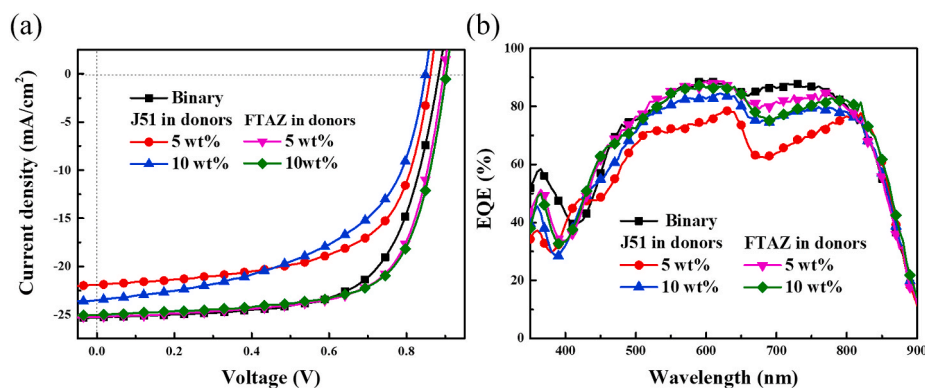 (a)
Current density (mA/cm²)
0
-5
-10
-15
-20
-25
Binary
J51 in donors FTAZ in donors
5 wt% 5 wt%
10 wt% 10wt%
0.0 0.2 0.4 0.6 0.8
Voltage (V)
(b)
EQE (%)
100
80
60
40
20
0
Binary
J51 in donors FTAZ in donors
5 wt% 5 wt%
10 wt% 10 wt%
400 500 600 700 800 900
Wavelength (nm)